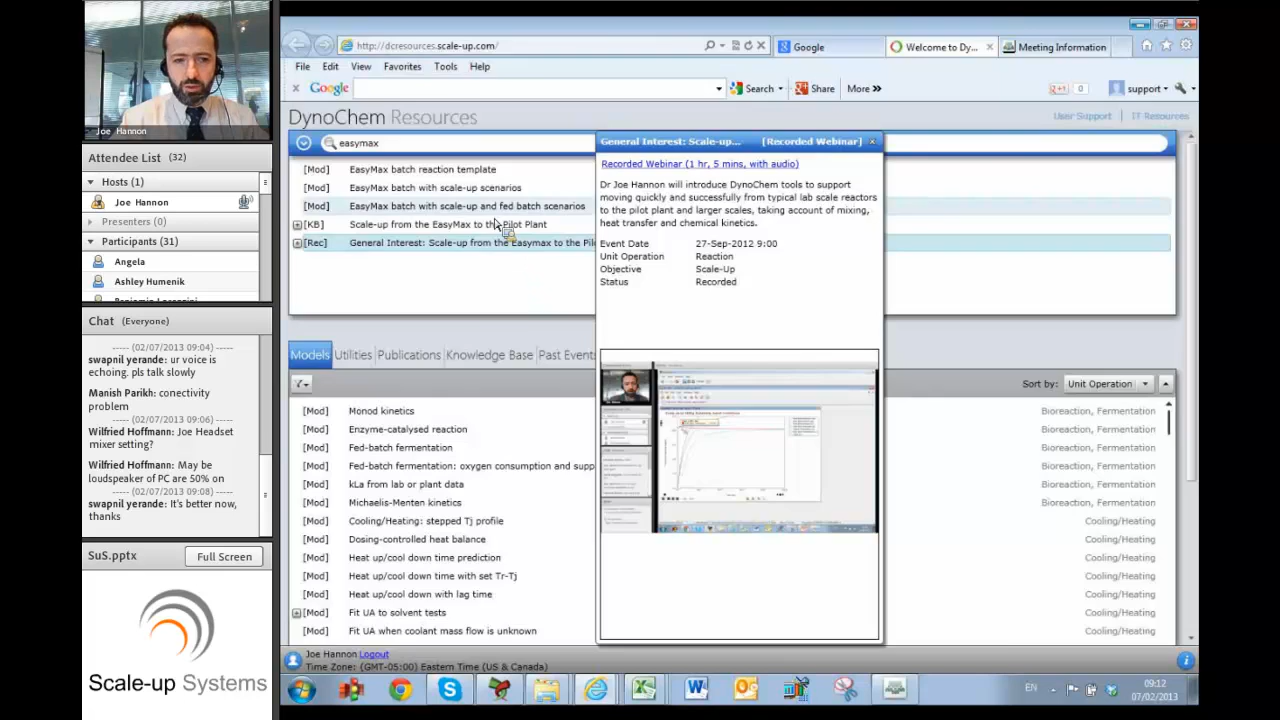 Joe Hannon
Attendee List (32)
Hosts (1)
Joe Hannon
Presenters (0)
Participants (31)
Angela
Ashley Humenik
Chat (Everyone)
----- (02/07/2013 09:04) -----
swapnil yerande: ur voice is
echoing. pls talk slowly
Manish Parikh: conectivity
problem
----- (02/07/2013 09:06) -----
Wilfried Hoffmann: Joe Headset
mixer setting?
Wilfried Hoffmann: May be
loudspeaker of PC are 50% on
----- (02/07/2013 09:08) -----
swapnil yerande: It's better now,
thanks
SuS.pptx
Full Screen
Scale-up Systems
http://dcresources.scale-up.com/
Google
Welcome to Dy...
Meeting Information
File Edit View Favorites Tools Help
Google
Search
Share
More »
+1 0
support
DynoChem Resources
User Support
IT Resources
easymax
[Mod] EasyMax batch reaction template
[Mod] EasyMax batch with scale-up scenarios
[Mod] EasyMax batch with scale-up and fed batch scenarios
[KB] Scale-up from the EasyMax to the Pilot Plant
[Rec] General Interest: Scale-up from the Easymax to the Pil
General Interest: Scale-up... [Recorded Webinar]
Recorded Webinar (1 hr, 5 mins, with audio)
Dr Joe Hannon will introduce DynoChem tools to support
moving quickly and successfully from typical lab scale reactors
to the pilot plant and larger scales, taking account of mixing,
heat transfer and chemical kinetics.
Event Date 27-Sep-2012 9:00
Unit Operation Reaction
Objective Scale-Up
Status Recorded
Models Utilities Publications Knowledge Base Past Events
Sort by: Unit Operation
[Mod] Monod kinetics Bioreaction, Fermentation
[Mod] Enzyme-catalysed reaction Bioreaction, Fermentation
[Mod] Fed-batch fermentation Bioreaction, Fermentation
[Mod] Fed-batch fermentation: oxygen consumption and supp Bioreaction, Fermentation
[Mod] kLa from lab or plant data Bioreaction, Fermentation
[Mod] Michaelis-Menten kinetics Bioreaction, Fermentation
[Mod] Cooling/Heating: stepped Tj profile Cooling/Heating
[Mod] Dosing-controlled heat balance Cooling/Heating
[Mod] Heat up/cool down time prediction Cooling/Heating
[Mod] Heat up/cool down time with set Tr-Tj Cooling/Heating
[Mod] Heat up/cool down with lag time Cooling/Heating
[Mod] Fit UA to solvent tests Cooling/Heating
[Mod] Fit UA when coolant mass flow is unknown Cooling/Heating
Joe Hannon Logout
Time Zone: (GMT-05:00) Eastern Time (US & Canada)
EN
09:12
07/02/2013